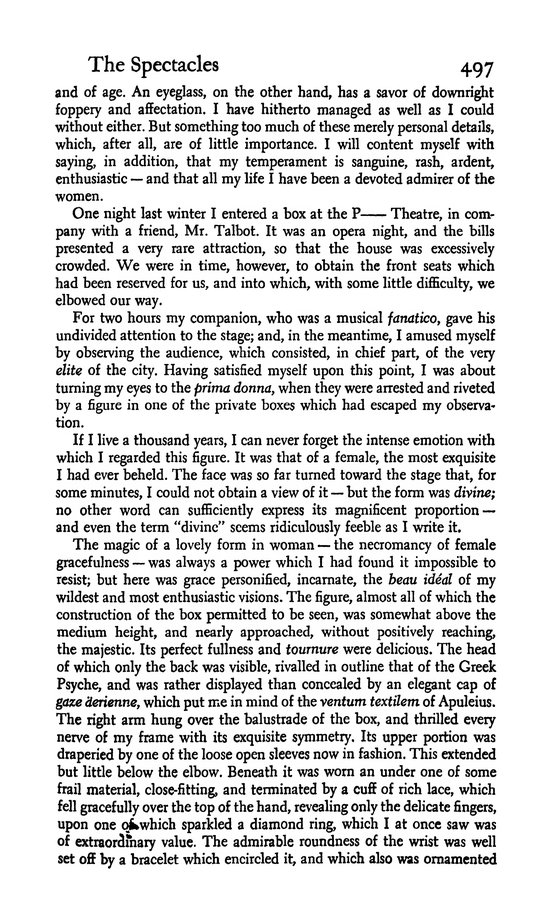 The Spectacles 497
and of age. An eyeglass, on the other hand, has a savor of downright
foppery and affectation. I have hitherto managed as well as I could
without either. But something too much of these merely personal details,
which, after all, are of little importance. I will content myself with
saying, in addition, that my temperament is sanguine, rash, ardent,
enthusiastic — and that all my life I have been a devoted admirer of the
women.
One night last winter I entered a box at the P—— Theatre, in com-
pany with a friend, Mr. Talbot. It was an opera night, and the bills
presented a very rare attraction, so that the house was excessively
crowded. We were in time, however, to obtain the front seats which
had been reserved for us, and into which, with some little difficulty, we
elbowed our way.
For two hours my companion, who was a musical fanatico, gave his
undivided attention to the stage; and, in the meantime, I amused myself
by observing the audience, which consisted, in chief part, of the very
elite of the city. Having satisfied myself upon this point, I was about
turning my eyes to the prima donna, when they were arrested and riveted
by a figure in one of the private boxes which had escaped my observa-
tion.
If I live a thousand years, I can never forget the intense emotion with
which I regarded this figure. It was that of a female, the most exquisite
I had ever beheld. The face was so far turned toward the stage that, for
some minutes, I could not obtain a view of it — but the form was divine;
no other word can sufficiently express its magnificent proportion —
and even the term "divine" seems ridiculously feeble as I write it.
The magic of a lovely form in woman — the necromancy of female
gracefulness — was always a power which I had found it impossible to
resist; but here was grace personified, incarnate, the beau idéal of my
wildest and most enthusiastic visions. The figure, almost all of which the
construction of the box permitted to be seen, was somewhat above the
medium height, and nearly approached, without positively reaching,
the majestic. Its perfect fullness and tournure were delicious. The head
of which only the back was visible, rivalled in outline that of the Greek
Psyche, and was rather displayed than concealed by an elegant cap of
gaze äerienne, which put me in mind of the ventum textilem of Apuleius.
The right arm hung over the balustrade of the box, and thrilled every
nerve of my frame with its exquisite symmetry. Its upper portion was
draperied by one of the loose open sleeves now in fashion. This extended
but little below the elbow. Beneath it was worn an under one of some
frail material, close-fitting, and terminated by a cuff of rich lace, which
fell gracefully over the top of the hand, revealing only the delicate fingers,
upon one of which sparkled a diamond ring, which I at once saw was
of extraordinary value. The admirable roundness of the wrist was well
set off by a bracelet which encircled it, and which also was ornamented